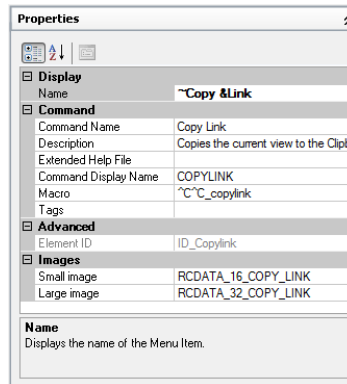 Properties
Display
Name ~Copy &Link
Command
Command Name Copy Link
Description Copies the current view to the
Extended Help File
Command Display Name COPYLINK
Macro ^C^C_copylink
Tags
Advanced
Element ID ID_Copylink
Images
Small image RCDATA_16_COPY_LINK
Large image RCDATA_32_COPY_LINK
Name
Displays the name of the Menu Item.